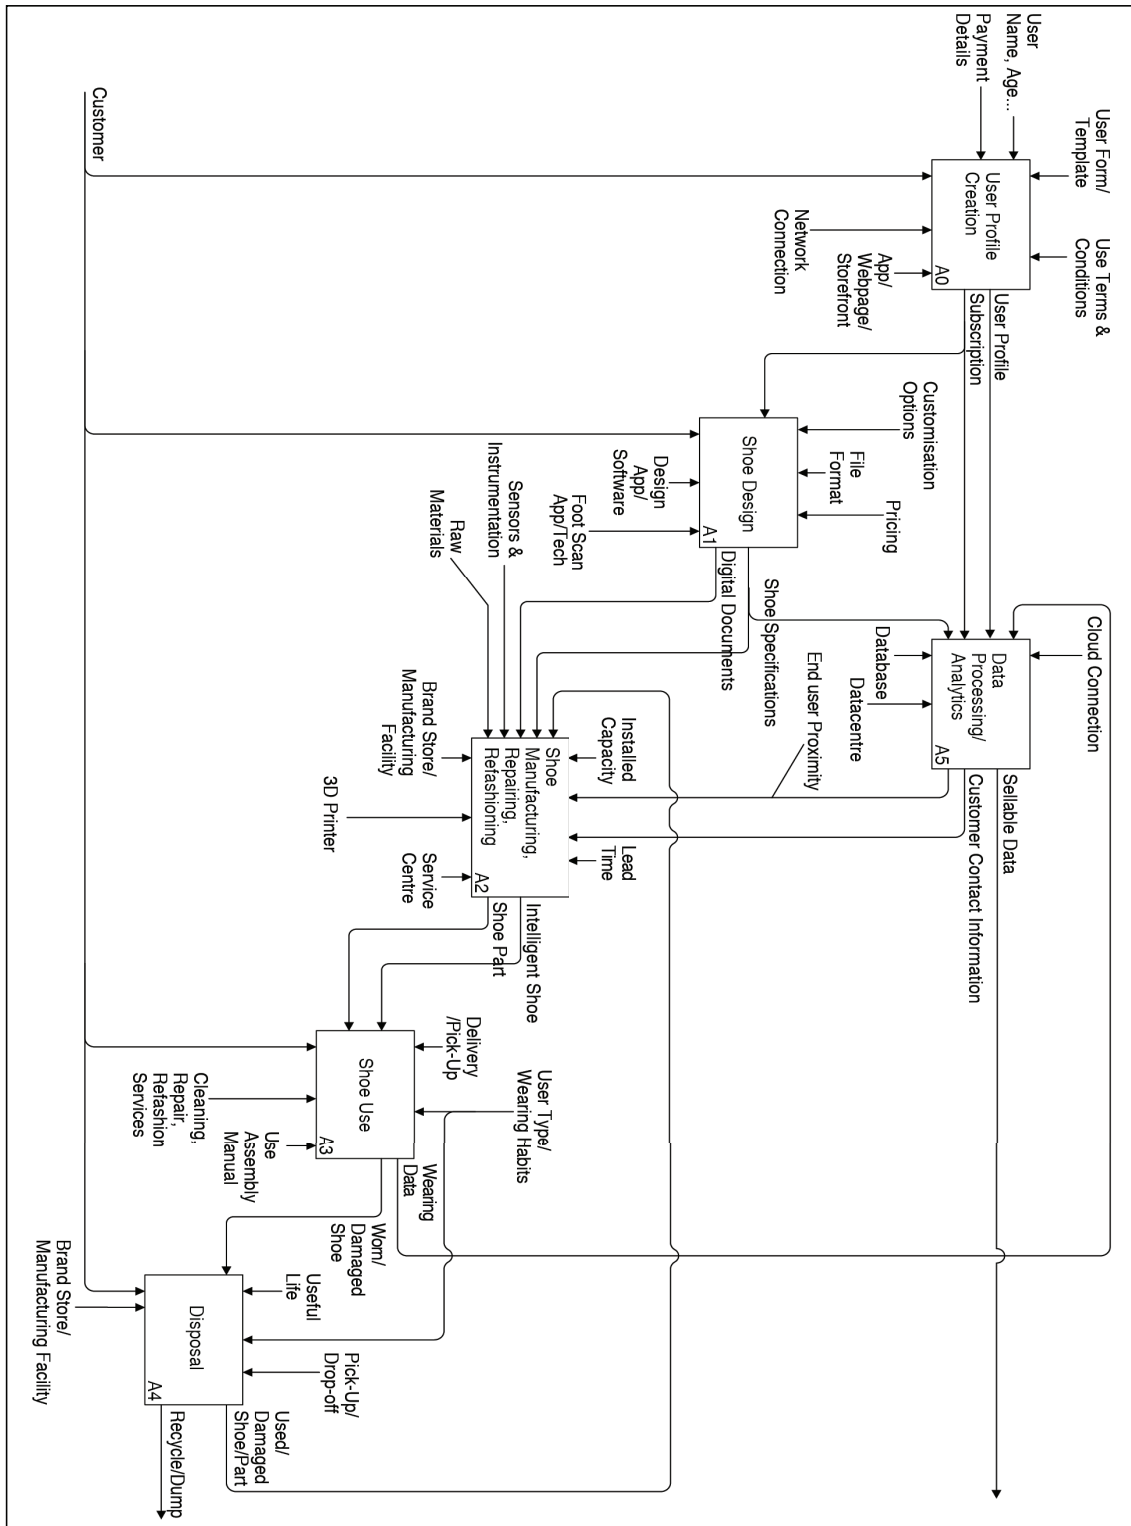 User
Name, Age...
Payment
Details
User Form/
Template
Use Terms &
Conditions
User Profile
Creation
A0
Network
Connection
App/
Webpage/
Storefront
Customer
User Profile
Subscription
Customisation
Options
File
Format
Pricing
Shoe Design
A1
Design
App/
Software
Foot Scan
App/Tech
Shoe Specifications
Digital Documents
Cloud Connection
Data
Processing/
Analytics
A5
Database
Datacentre
End user Proximity
Sellable Data
Customer Contact Information
Sensors &
Instrumentation
Raw
Materials
Installed
Capacity
Lead
Time
Shoe
Manufacturing,
Repairing,
Refashioning
A2
Brand Store/
Manufacturing
Facility
3D Printer
Service
Centre
Intelligent Shoe
Shoe Part
Delivery
/Pick-Up
User Type/
Wearing Habits
Shoe Use
A3
Cleaning,
Repair,
Refashion
Services
Use
Assembly
Manual
Wearing
Data
Worn/
Damaged
Shoe
Useful
Life
Pick-Up/
Drop-off
Disposal
A4
Brand Store/
Manufacturing Facility
Used/
Damaged
Shoe/Part
Recycle/Dump